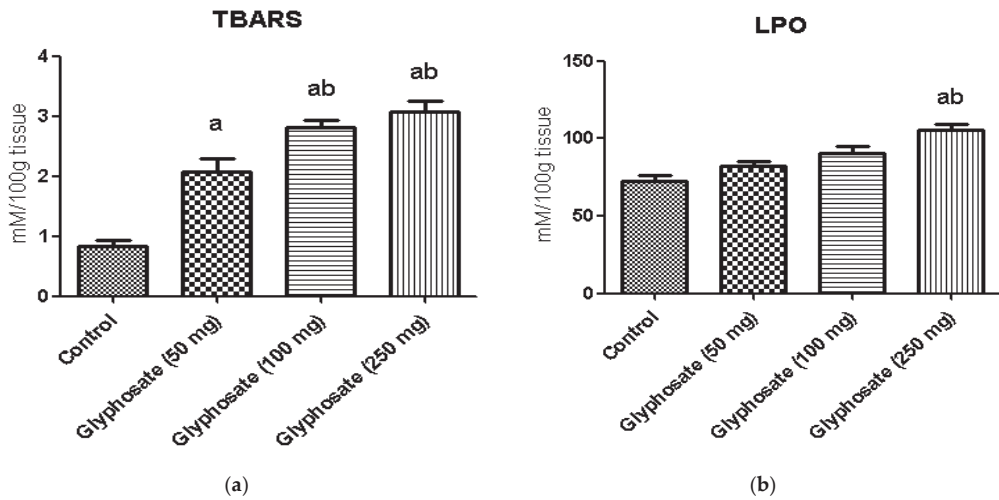 TBARS
4
3
2
1
0
mM/100g tissue
a
ab
ab
Control
Glyphosate (50 mg)
Glyphosate (100 mg)
Glyphosate (250 mg)
(a)
LPO
150
100
50
0
mM/100g tissue
ab
Control
Glyphosate (50 mg)
Glyphosate (100 mg)
Glyphosate (250 mg)
(b)